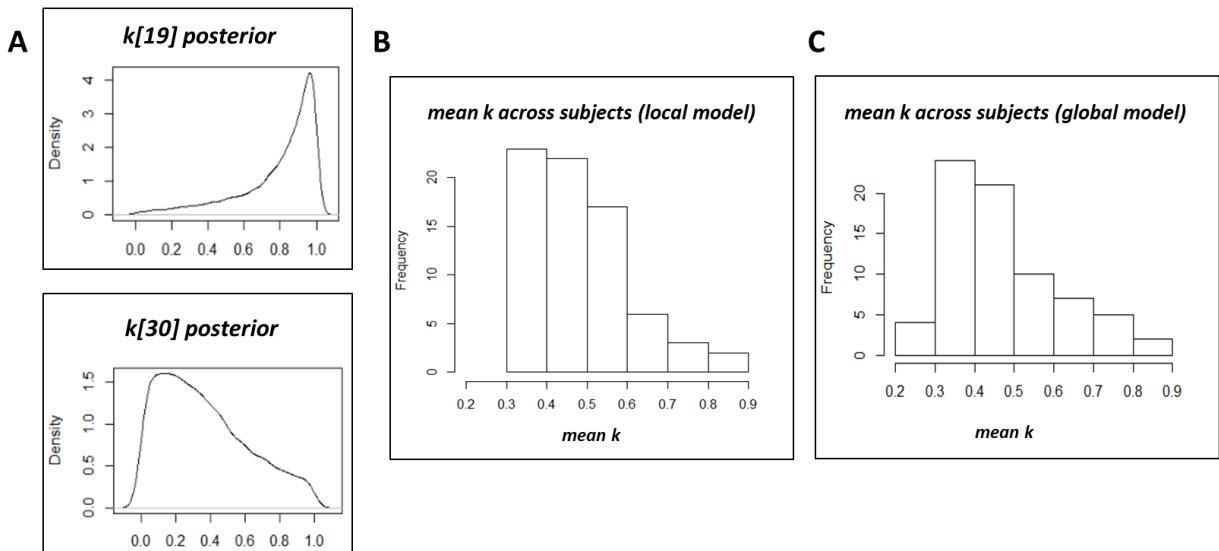 A
k[19] posterior
Density
4
3
2
1
0
0.0 0.2 0.4 0.6 0.8 1.0
k[30] posterior
Density
1.5
1.0
0.5
0.0
0.0 0.2 0.4 0.6 0.8 1.0
B
mean k across subjects (local model)
Frequency
20
15
10
5
0
0.2 0.3 0.4 0.5 0.6 0.7 0.8 0.9
mean k
C
mean k across subjects (global model)
Frequency
20
15
10
5
0
0.2 0.3 0.4 0.5 0.6 0.7 0.8 0.9
mean k